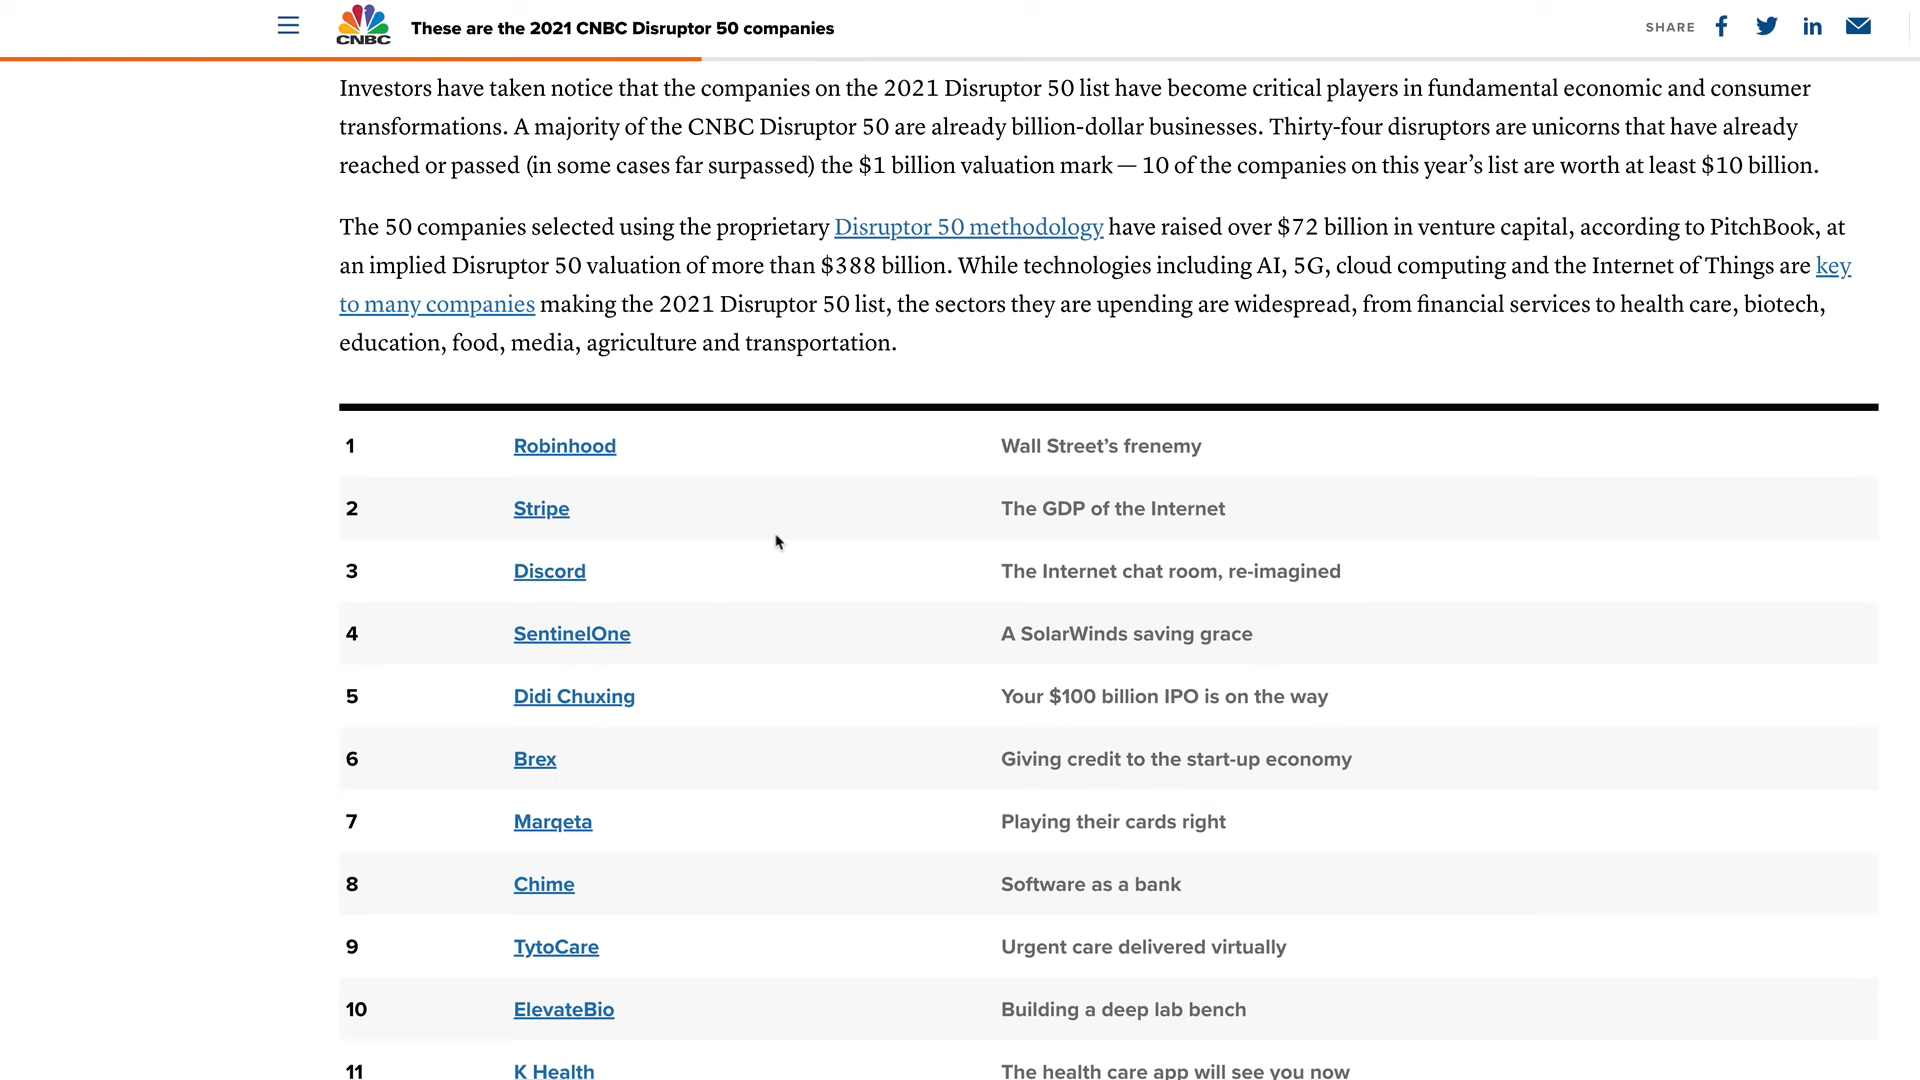 CNBC These are the 2021 CNBC Disruptor 50 companies SHARE
Investors have taken notice that the companies on the 2021 Disruptor 50 list have become critical players in fundamental economic and consumer
transformations. A majority of the CNBC Disruptor 50 are already billion-dollar businesses. Thirty-four disruptors are unicorns that have already
reached or passed (in some cases far surpassed) the $1 billion valuation mark — 10 of the companies on this year’s list are worth at least $10 billion.
The 50 companies selected using the proprietary Disruptor 50 methodology have raised over $72 billion in venture capital, according to PitchBook, at
an implied Disruptor 50 valuation of more than $388 billion. While technologies including AI, 5G, cloud computing and the Internet of Things are key
to many companies making the 2021 Disruptor 50 list, the sectors they are upending are widespread, from financial services to health care, biotech,
education, food, media, agriculture and transportation.
1 Robinhood Wall Street’s frenemy
2 Stripe The GDP of the Internet
3 Discord The Internet chat room, re-imagined
4 SentinelOne A SolarWinds saving grace
5 Didi Chuxing Your $100 billion IPO is on the way
6 Brex Giving credit to the start-up economy
7 Marqeta Playing their cards right
8 Chime Software as a bank
9 TytoCare Urgent care delivered virtually
10 ElevateBio Building a deep lab bench
11 K Health The health care app will see you now